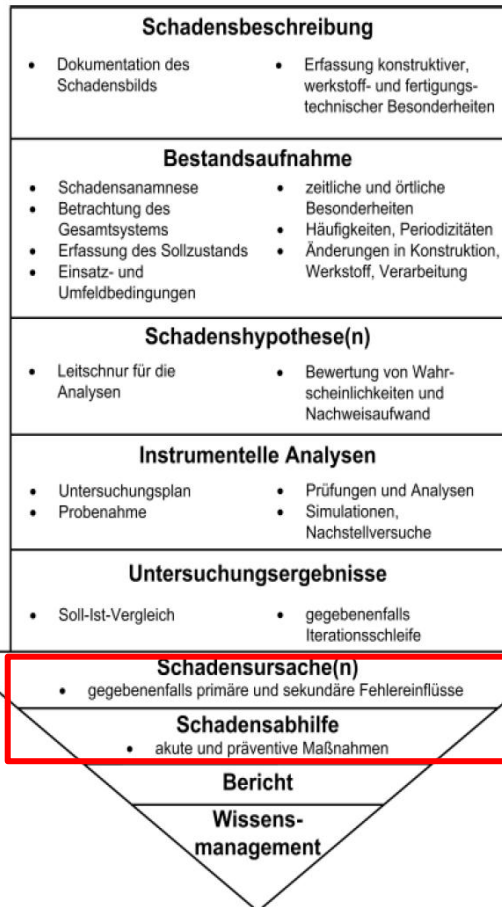 Schadensbeschreibung
• Dokumentation des
Schadensbilds
• Erfassung konstruktiver,
werkstoff- und fertigungs-
technischer Besonderheiten
Bestandsaufnahme
• Schadensanamnese
• Betrachtung des
Gesamtsystems
• Erfassung des Sollzustands
• Einsatz- und
Umfeldbedingungen
• zeitliche und örtliche
Besonderheiten
• Häufigkeiten, Periodizitäten
• Änderungen in Konstruktion,
Werkstoff, Verarbeitung
Schadenshypothese(n)
• Leitschnur für die
Analysen
• Bewertung von Wahr-
scheinlichkeiten und
Nachweisaufwand
Instrumentelle Analysen
• Untersuchungsplan
• Probenahme
• Prüfungen und Analysen
• Simulationen,
Nachstellversuche
Untersuchungsergebnisse
• Soll-Ist-Vergleich
• gegebenenfalls
Iterationsschleife
Schadensursache(n)
• gegebenenfalls primäre und sekundäre Fehlereinflüsse
Schadensabhilfe
• akute und präventive Maßnahmen
Bericht
Wissens-
management